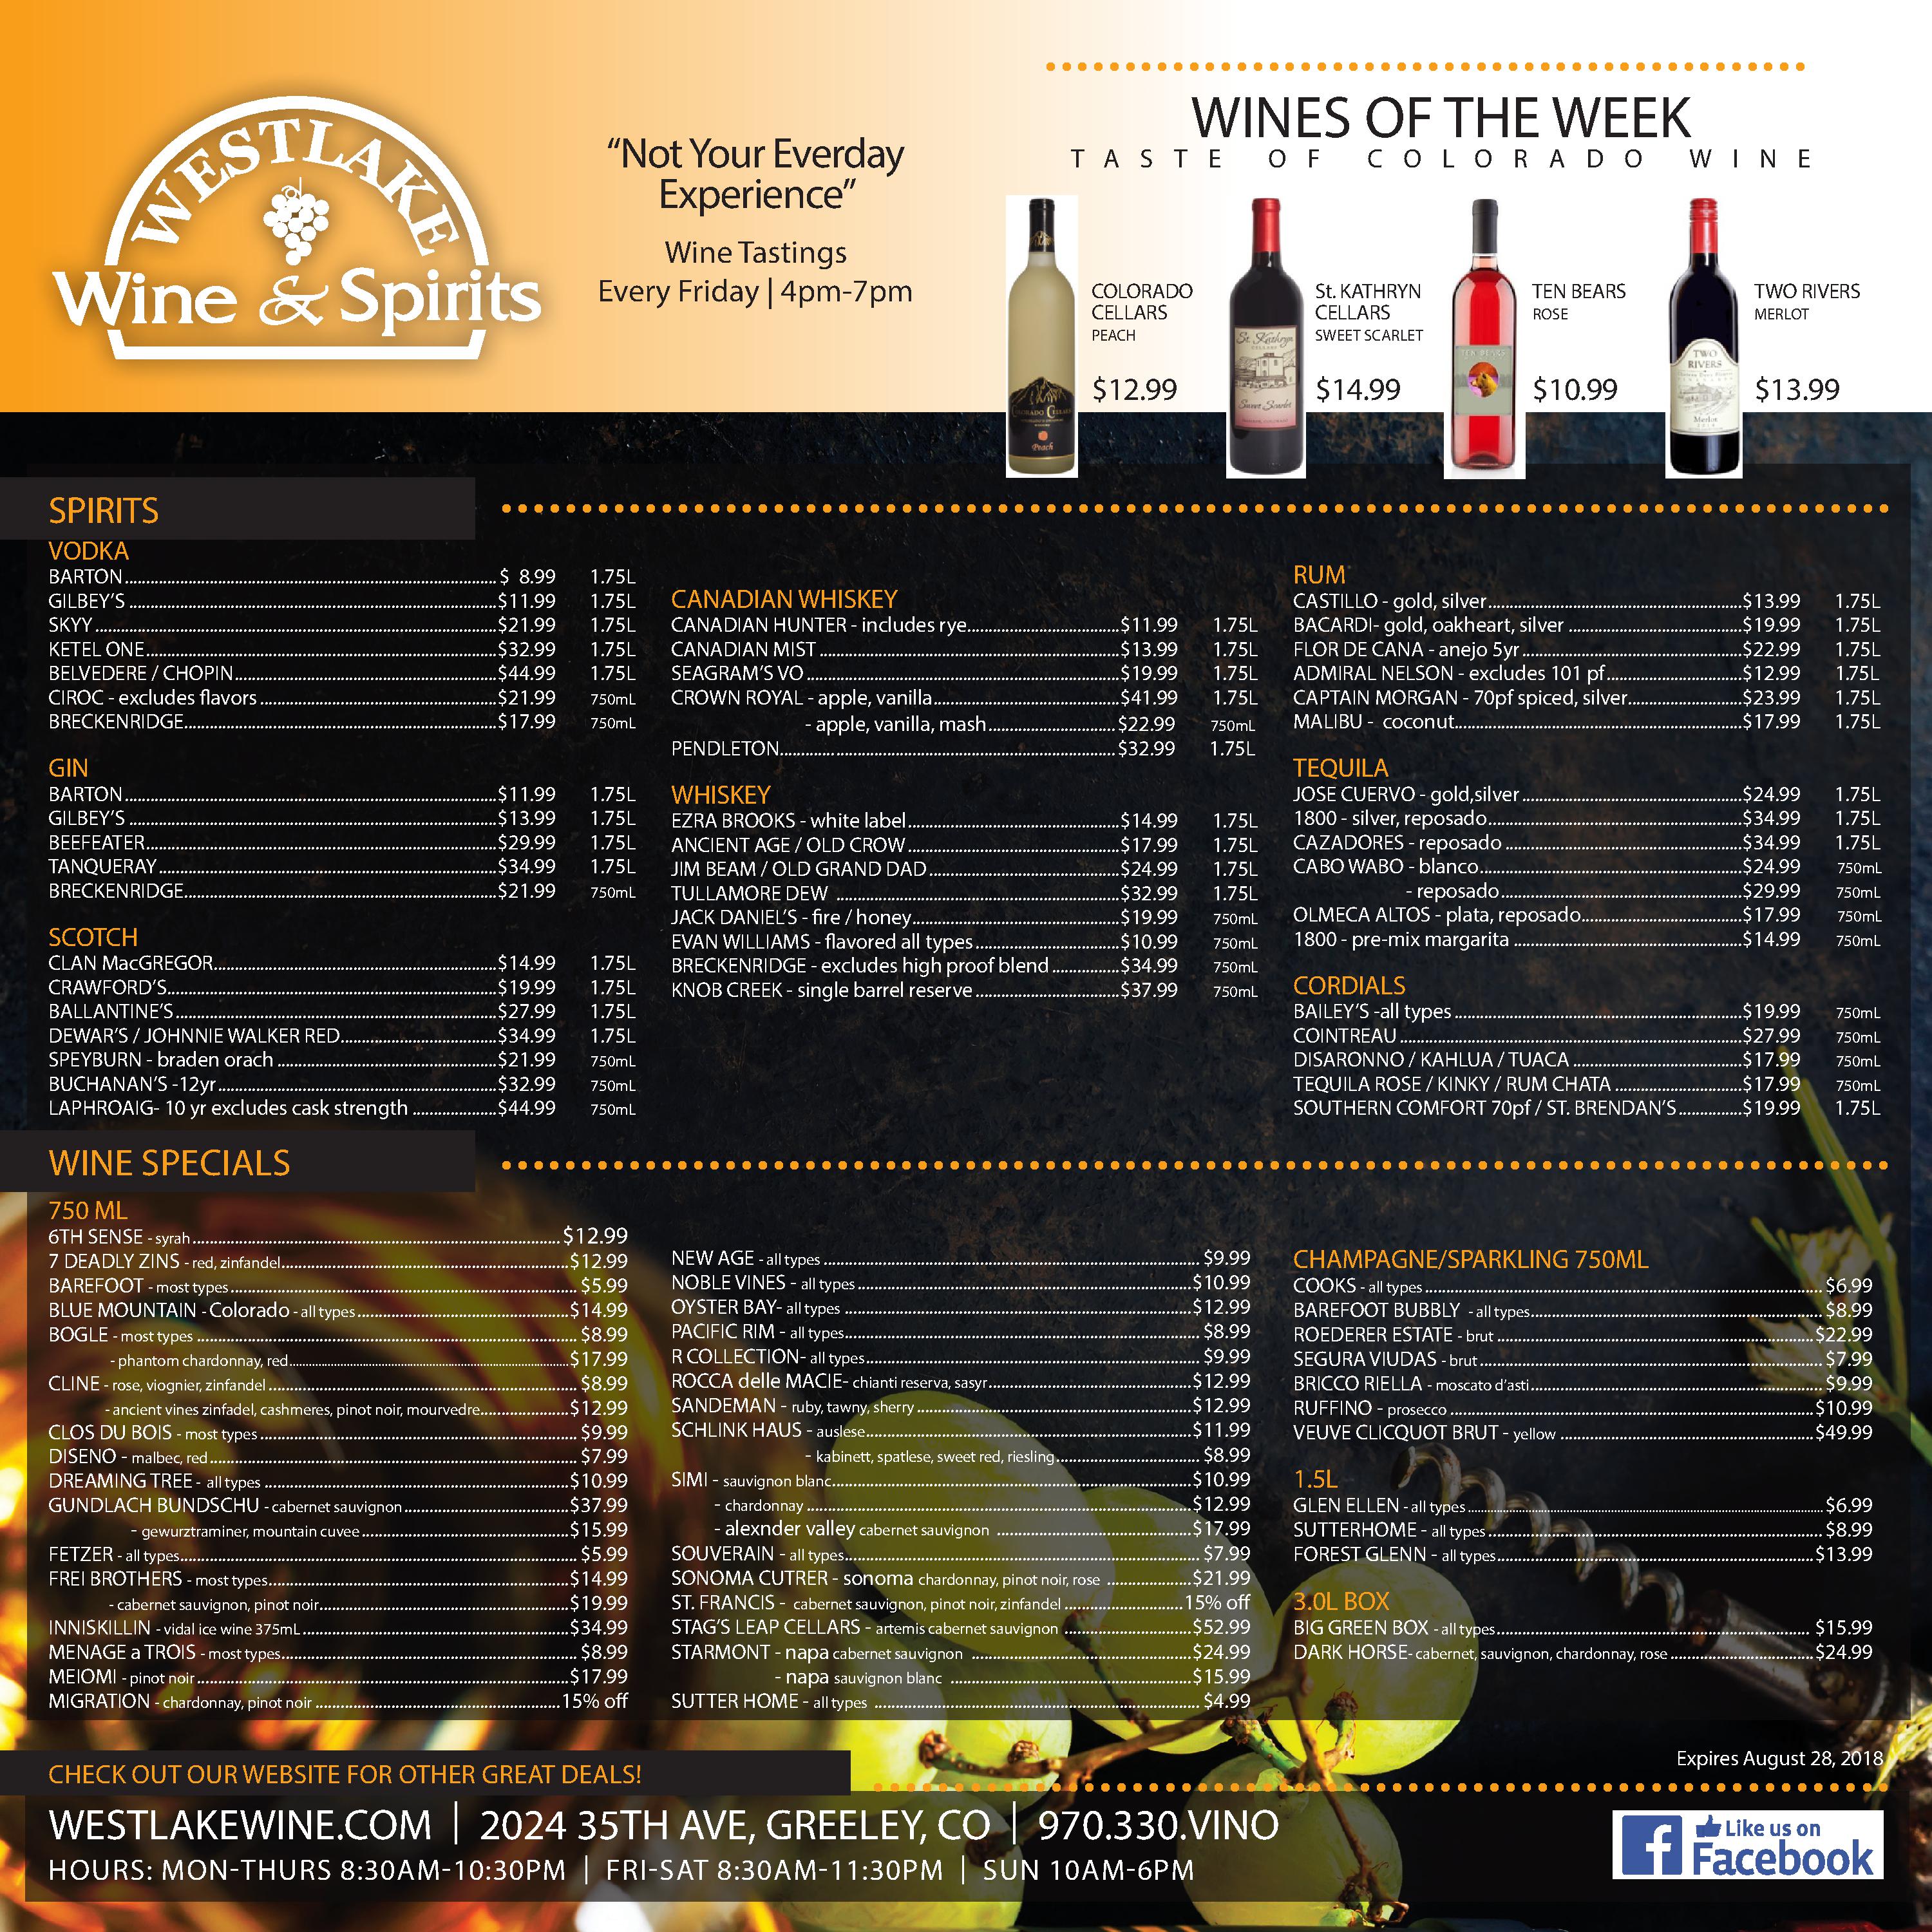 WESTLAKE
Wine & Spirits
“Not Your Everday
Experience”
Wine Tastings
Every Friday | 4pm-7pm
WINES OF THE WEEK
TASTE OF COLORADO WINE
COLORADO
CELLARS
PEACH
$12.99
St. KATHRYN
CELLARS
SWEET SCARLET
$14.99
TEN BEARS
ROSE
$10.99
TWO RIVERS
MERLOT
$13.99
SPIRITS
VODKA
BARTON $ 8.99 1.75L
GILBEY’S $11.99 1.75L
SKYY $21.99 1.75L
KETEL ONE $32.99 1.75L
BELVEDERE / CHOPIN $44.99 1.75L
CIROC - excludes flavors $21.99 750mL
BRECKENRIDGE $17.99 750mL
GIN
BARTON $11.99 1.75L
GILBEY’S $13.99 1.75L
BEEFEATER $29.99 1.75L
TANQUERAY $34.99 1.75L
BRECKENRIDGE $21.99 750mL
SCOTCH
CLAN MacGREGOR $14.99 1.75L
CRAWFORD’S $19.99 1.75L
BALLANTINE’S $27.99 1.75L
DEWAR’S / JOHNNIE WALKER RED $34.99 1.75L
SPEYBURN - braden orach $21.99 750mL
BUCHANAN’S -12yr $32.99 750mL
LAPHROAIG- 10 yr excludes cask strength $44.99 750mL
CANADIAN WHISKEY
CANADIAN HUNTER - includes rye $11.99 1.75L
CANADIAN MIST $13.99 1.75L
SEAGRAM’S VO $19.99 1.75L
CROWN ROYAL - apple, vanilla $41.99 1.75L
- apple, vanilla, mash $22.99 750mL
PENDLETON $32.99 1.75L
WHISKEY
EZRA BROOKS - white label $14.99 1.75L
ANCIENT AGE / OLD CROW $17.99 1.75L
JIM BEAM / OLD GRAND DAD $24.99 1.75L
TULLAMORE DEW $32.99 1.75L
JACK DANIEL’S - fire / honey $19.99 750mL
EVAN WILLIAMS - flavored all types $10.99 750mL
BRECKENRIDGE - excludes high proof blend $34.99 750mL
KNOB CREEK - single barrel reserve $37.99 750mL
RUM
CASTILLO - gold, silver $13.99 1.75L
BACARDI- gold, oakheart, silver $19.99 1.75L
FLOR DE CANA - anejo 5yr $22.99 1.75L
ADMIRAL NELSON - excludes 101 pf $12.99 1.75L
CAPTAIN MORGAN - 70pf spiced, silver $23.99 1.75L
MALIBU - coconut $17.99 1.75L
TEQUILA
JOSE CUERVO - gold,silver $24.99 1.75L
1800 - silver, reposado $34.99 1.75L
CAZADORES - reposado $34.99 1.75L
CABO WABO - blanco $24.99 750mL
- reposado $29.99 750mL
OLMECA ALTOS - plata, reposado $17.99 750mL
1800 - pre-mix margarita $14.99 750mL
CORDIALS
BAILEY’S -all types $19.99 750mL
COINTREAU $27.99 750mL
DISARONNO / KAHLUA / TUACA $17.99 750mL
TEQUILA ROSE / KINKY / RUM CHATA $17.99 750mL
SOUTHERN COMFORT 70pf / ST. BRENDAN’S $19.99 1.75L
WINE SPECIALS
750 ML
6TH SENSE - syrah $12.99
7 DEADLY ZINS - red, zinfandel $12.99
BAREFOOT - most types $5.99
BLUE MOUNTAIN - Colorado - all types $14.99
BOGLE - most types $8.99
- phantom chardonnay, red $17.99
CLINE - rose, viognier, zinfandel $8.99
- ancient vines zinfadel, cashmeres, pinot noir, mourvedre $12.99
CLOS DU BOIS - most types $9.99
DISENO - malbec, red $7.99
DREAMING TREE - all types $10.99
GUNDLACH BUNDSCHU - cabernet sauvignon $37.99
- gewurztraminer, mountain cuvee $15.99
FETZER - all types $5.99
FREI BROTHERS - most types $14.99
- cabernet sauvignon, pinot noir $19.99
INNISKILLIN - vidal ice wine 375mL $34.99
MENAGE a TROIS - most types $8.99
MEIOMI - pinot noir $17.99
MIGRATION - chardonnay, pinot noir 15% off
NEW AGE - all types $9.99
NOBLE VINES - all types $10.99
OYSTER BAY- all types $12.99
PACIFIC RIM - all types $8.99
R COLLECTION- all types $9.99
ROCCA delle MACIE- chianti reserva, sasyr $12.99
SANDEMAN - ruby, tawny, sherry $12.99
SCHLINK HAUS - auslese $11.99
- kabinett, spatlese, sweet red, riesling $8.99
SIMI - sauvignon blanc $10.99
- chardonnay $12.99
- alexnder valley cabernet sauvignon $17.99
SOUVERAIN - all types $7.99
SONOMA CUTRER - sonoma chardonnay, pinot noir, rose $21.99
ST. FRANCIS - cabernet sauvignon, pinot noir, zinfandel 15% off
STAG’S LEAP CELLARS - artemis cabernet sauvignon $52.99
STARMONT - napa cabernet sauvignon $24.99
- napa sauvignon blanc $15.99
SUTTER HOME - all types $4.99
CHAMPAGNE/SPARKLING 750ML
COOKS - all types $6.99
BAREFOOT BUBBLY - all types $8.99
ROEDERER ESTATE - brut $22.99
SEGURA VIUDAS - brut $7.99
BRICCO RIELLA - moscato d’asti $9.99
RUFFINO - prosecco $10.99
VEUVE CLICQUOT BRUT - yellow $49.99
1.5L
GLEN ELLEN - all types $6.99
SUTTERHOME - all types $8.99
FOREST GLENN - all types $13.99
3.0L BOX
BIG GREEN BOX - all types $15.99
DARK HORSE- cabernet, sauvignon, chardonnay, rose $24.99
Expires August 28, 2018
CHECK OUT OUR WEBSITE FOR OTHER GREAT DEALS!
WESTLAKEWINE.COM | 2024 35TH AVE, GREELEY, CO | 970.330.VINO
HOURS: MON-THURS 8:30AM-10:30PM | FRI-SAT 8:30AM-11:30PM | SUN 10AM-6PM
f Like us on
Facebook